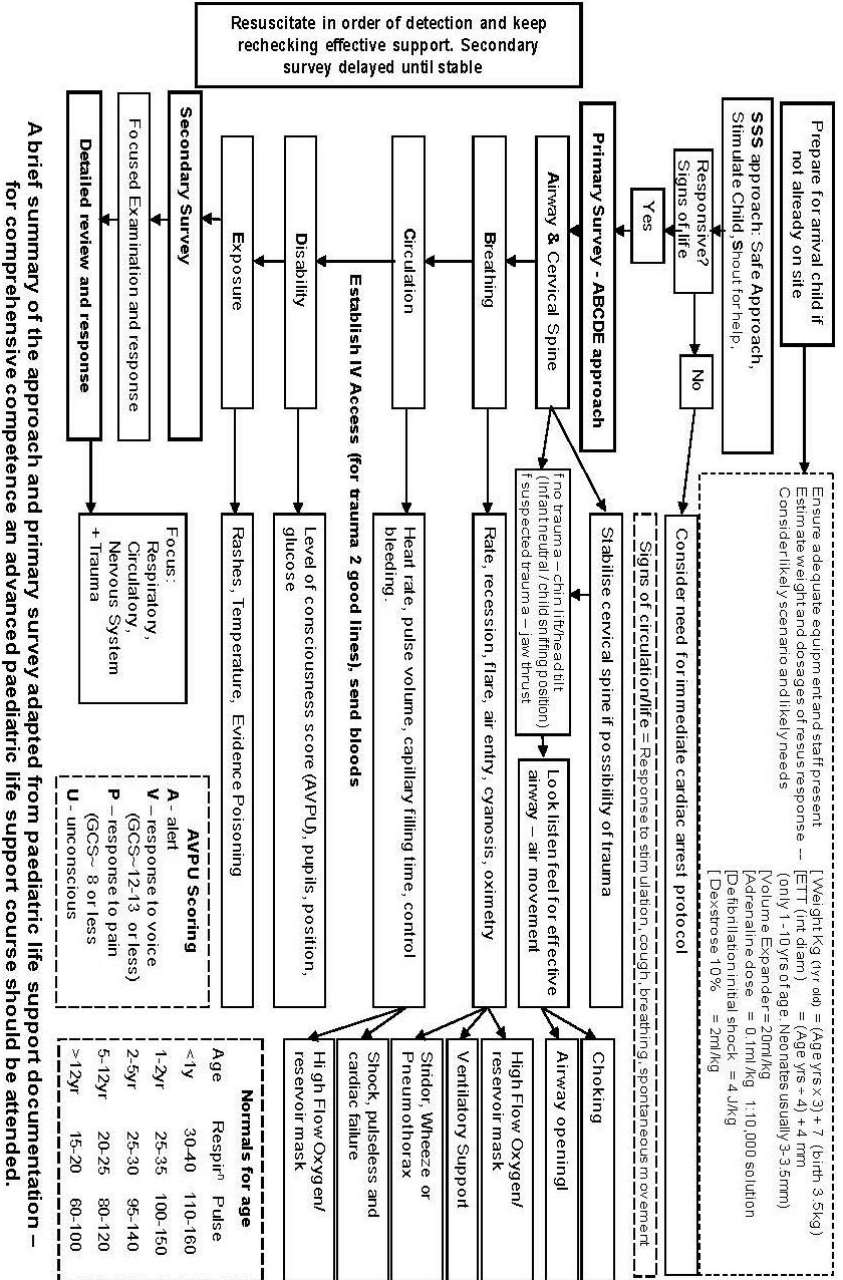 Resuscitate in order of detection and keep
rechecking effective support. Secondary
survey delayed until stable
Prepare for arrival child if
not already on site
Ensure adequate equipment and staff present
Estimate weight and dosages of resus response --
Consider likely scenario and likely needs
[Weight Kg (1yr old) = (Age yrs x 3) + 7 (birth 3.5kg)
[ETT (int diam) = (Age yrs ÷ 4) + 4 mm
(only 1-10 yrs of age. Neonates usually 3-3.5mm)
[Volume Expander = 20ml/kg
[Adrenaline dose = 0.1ml/kg 1:10,000 solution
[Defibrillation initial shock = 4 J/kg
[Dexstrose 10% = 2ml/kg
SSS approach: Safe Approach,
Stimulate Child, Shout for help,
Responsive?
Signs of life
No
Consider need for immediate cardiac arrest protocol
Yes
Signs of circulation/life = Response to stimulation, cough, breathing, spontaneous movement
Primary Survey - ABCDE approach
Airway & Cervical Spine
Stabilise cervical spine if possibility of trauma
f no trauma – chin lift/head tilt
(Infant neutral / child sniffing position)
f suspected trauma – jaw thrust
Look listen feel for effective
airway – air movement
Choking
Airway openingl
Breathing
Rate, recession, flare, air entry, cyanosis, oximetry
High Flow Oxygen/
reservoir mask
Ventilatory Support
Stridor, Wheeze or
Pneumothorax
Circulation
Heart rate, pulse volume, capillary filling time, control
bleeding.
Shock, pulseless and
cardiac failure
High Flow Oxygen/
reservoir mask
Establish IV Access (for trauma 2 good lines), send bloods
Disability
Level of consciousness score (AVPU), pupils, position,
glucose
Exposure
Rashes, Temperature, Evidence Poisoning
Secondary Survey
Focused Examination and response
Detailed review and response
Focus:
Respiratory,
Circulatory,
Nervous System
+ Trauma
AVPU Scoring
A - alert
V – response to voice
(GCS~12-13 or less)
P – response to pain
(GCS~ 8 or less
U - unconscious
Normals for age
Age Respirⁿ Pulse
<1y 30-40 110-160
1-2yr 25-35 100-150
2-5yr 25-30 95-140
5-12yr 20-25 80-120
>12yr 15-20 60-100
A brief summary of the approach and primary survey adapted from paediatric life support documentation –
for comprehensive competence an advanced paediatric life support course should be attended.